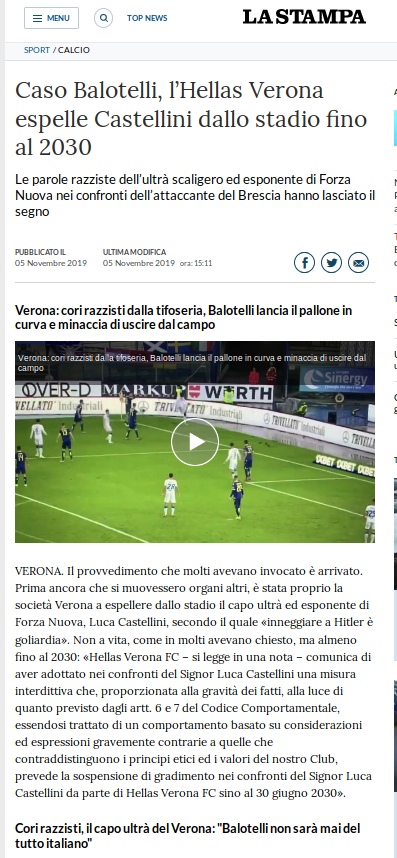 MENU
TOP NEWS
LA STAMPA
SPORT / CALCIO
Caso Balotelli, l’Hellas Verona
espelle Castellini dallo stadio fino
al 2030
Le parole razziste dell’ultrà scaligero ed esponente di Forza
Nuova nei confronti dell’attaccante del Brescia hanno lasciato il
segno
PUBBLICATO IL
05 Novembre 2019
ULTIMA MODIFICA
05 Novembre 2019 ora: 15:11
Verona: cori razzisti dalla tifoseria, Balotelli lancia il pallone in
curva e minaccia di uscire dal campo
Verona: cori razzisti dalla tifoseria, Balotelli lancia il pallone in curva e minaccia di uscire dal
campo
OVER-D MARKU WÜRTH Sinergy
TRIVELLATO Industriali
VERONA. Il provvedimento che molti avevano invocato è arrivato.
Prima ancora che si muovessero organi altri, è stata proprio la
società Verona a espellere dallo stadio il capo ultrà ed esponente di
Forza Nuova, Luca Castellini, secondo il quale «inneggiare a Hitler è
goliardia». Non a vita, come in molti avevano chiesto, ma almeno
fino al 2030: «Hellas Verona FC – si legge in una nota – comunica di
aver adottato nei confronti del Signor Luca Castellini una misura
interdittiva che, proporzionata alla gravità dei fatti, alla luce di
quanto previsto dagli artt. 6 e 7 del Codice Comportamentale,
essendosi trattato di un comportamento basato su considerazioni
ed espressioni gravemente contrarie a quelle che
contraddistinguono i principi etici ed i valori del nostro Club,
prevede la sospensione di gradimento nei confronti del Signor Luca
Castellini da parte di Hellas Verona FC sino al 30 giugno 2030».
Cori razzisti, il capo ultrà del Verona: "Balotelli non sarà mai del
tutto italiano"